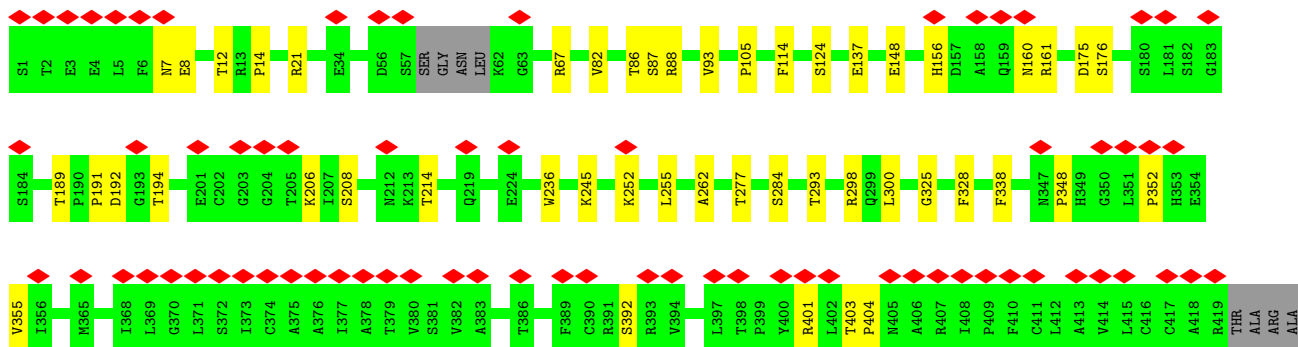 S1 T2 E3 E4 L5 F6 N7 E8 T12 R13 P14 R21 E34 D56 S57 SER GLY ASN LEU K62 G63 R67 V82 T86 S87 R88 V93 P105 F114 S124 E137 E148 H156 D157 A158 Q159 N160 R161 D175 S176 S180 L181 S182 G183
S184 T189 P190 P191 D192 G193 T194 E201 C202 G203 G204 T205 K206 I207 S208 N212 K213 T214 Q219 E224 W236 K245 K252 L255 A262 T277 S284 T293 R298 Q299 L300 G325 F328 F338 N347 P348 H349 G350 L351 P352 H353 E354
V355 I356 M365 I368 L369 G370 L371 S372 I373 C374 A375 A376 I377 A378 T379 V380 S381 V382 A383 T386 F389 C390 R391 S392 R393 V394 L397 T398 P399 Y400 R401 L402 T403 P404 N405 A406 R407 I408 P409 F410 C411 L412 A413 V414 L415 C416 C417 A418 R419 THR ALA ARG ALA